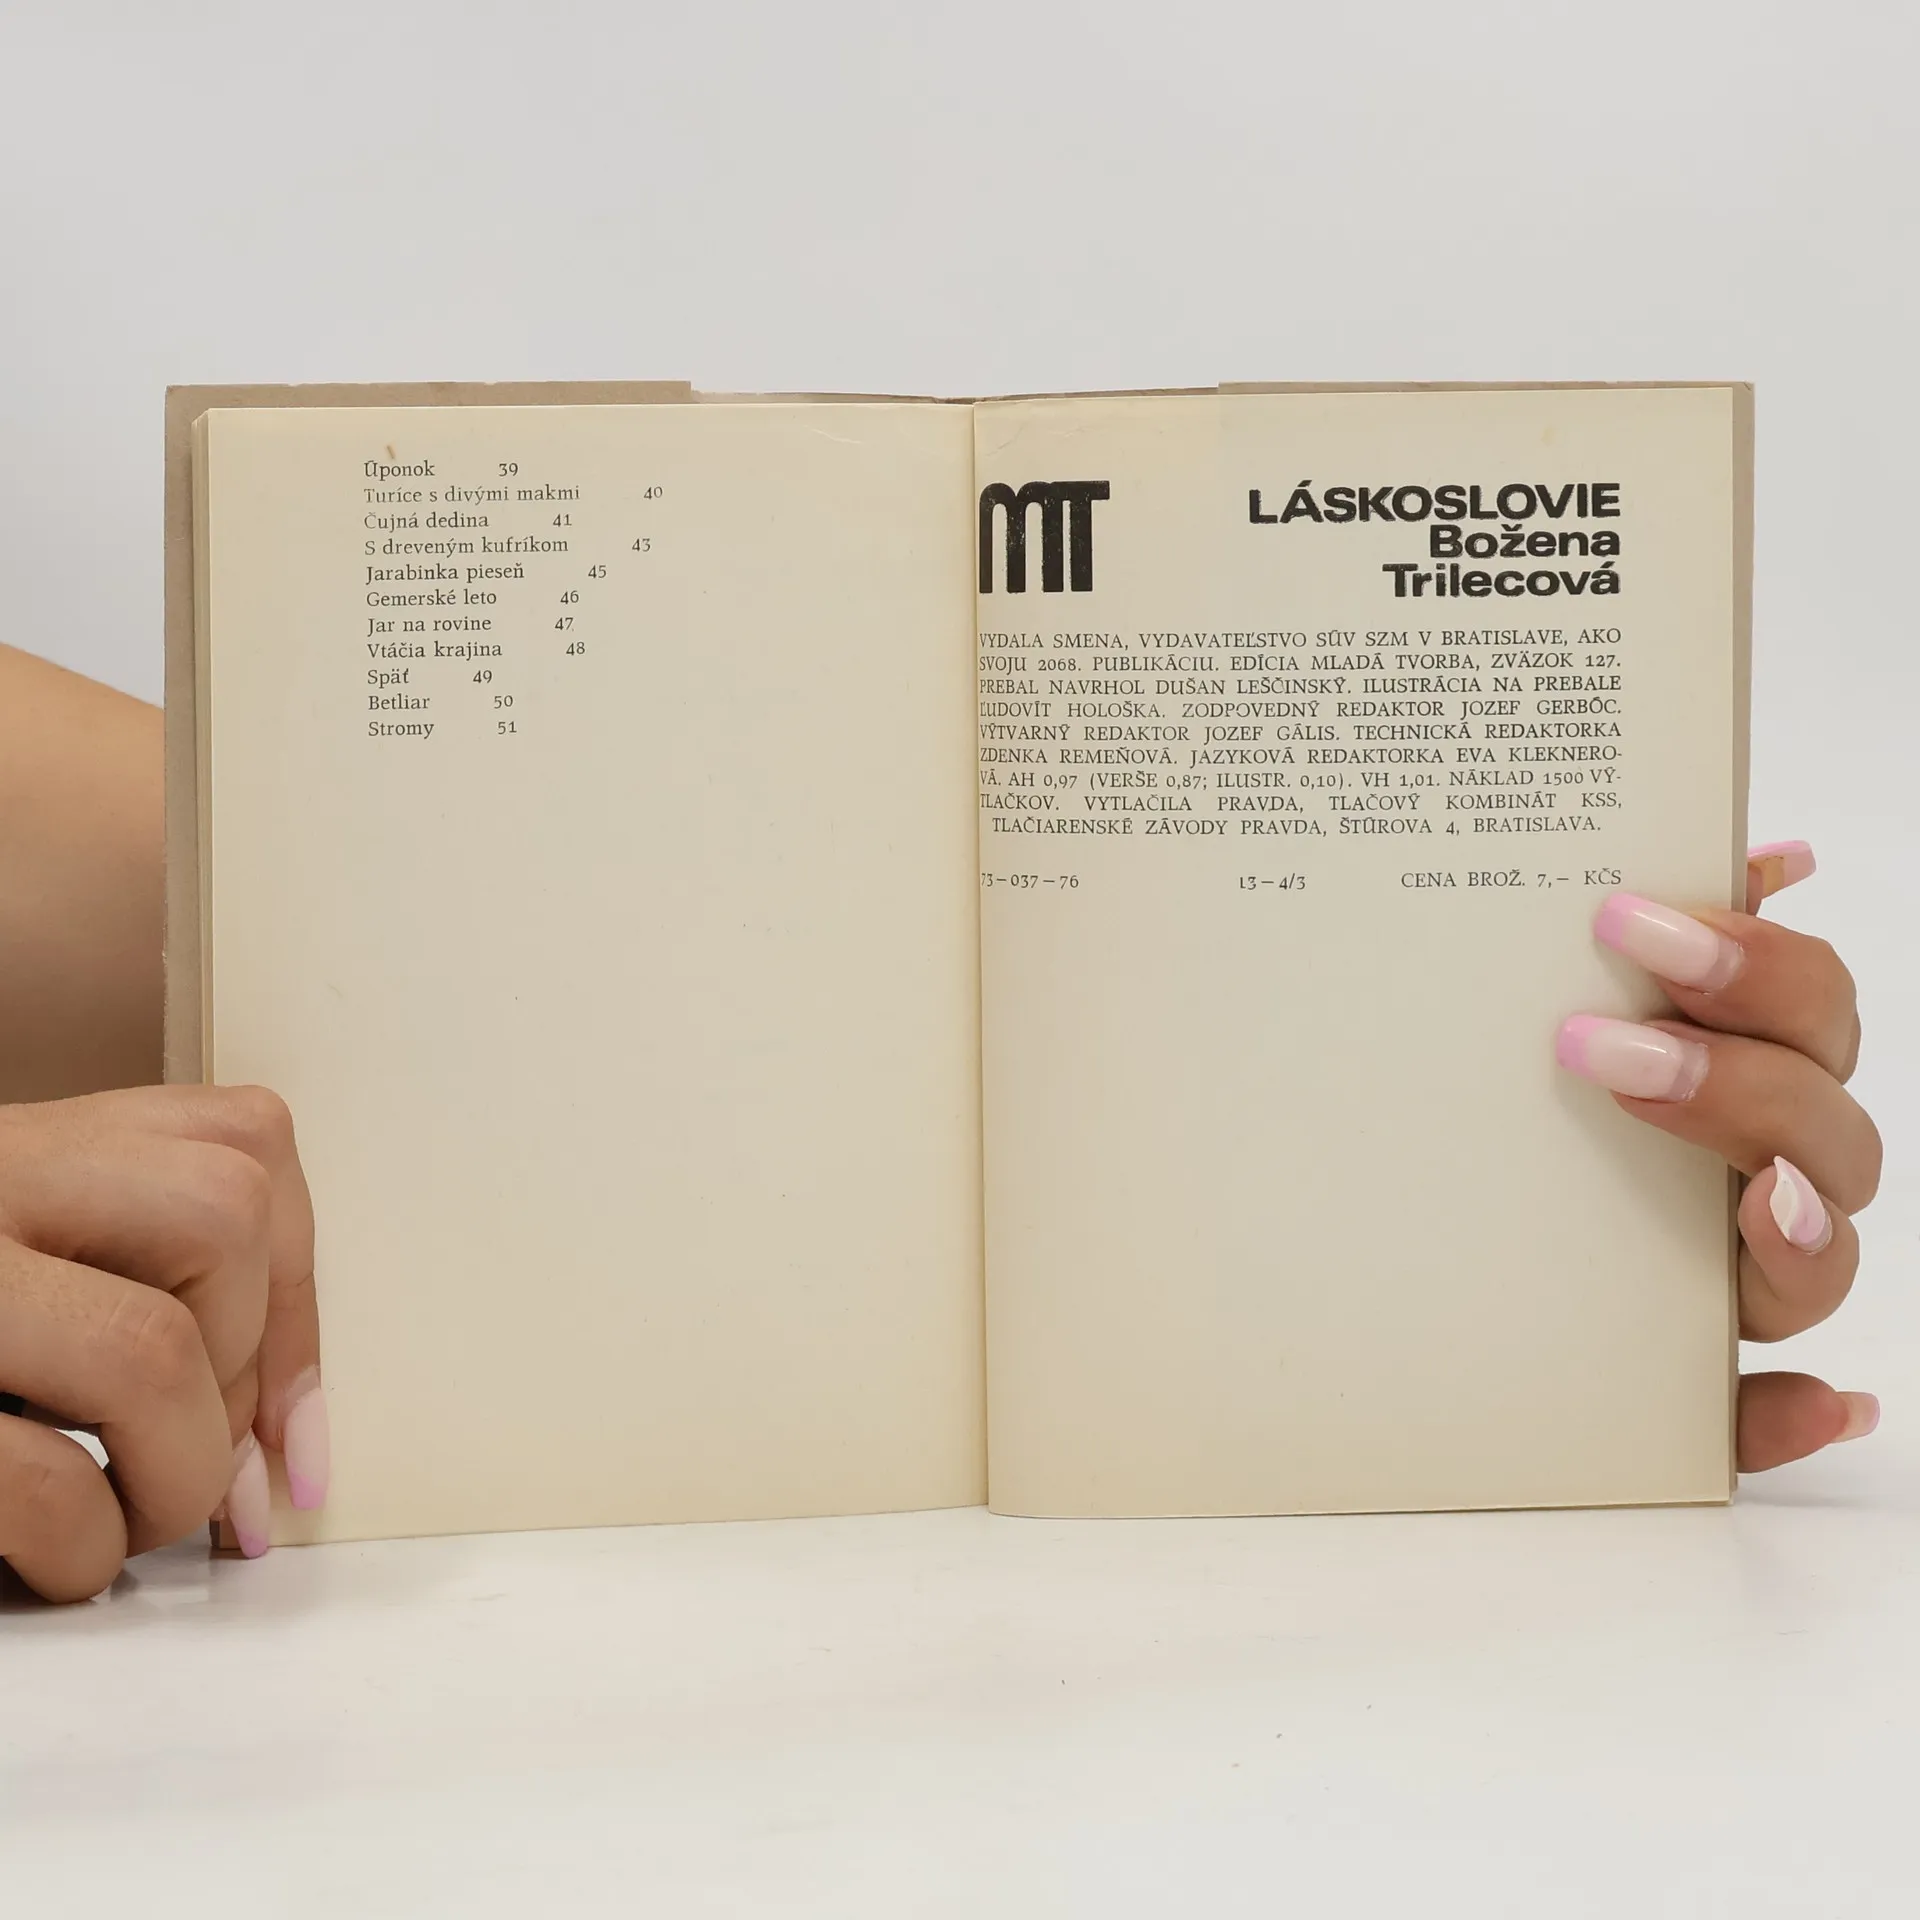 Úponok 39
Turíce s divými makmi 40
Čujná dedina 41
S dreveným kufríkom 43
Jarabinka pieseň 45
Gemerské leto 46
Jar na rovine 47
Vtáčia krajina 48
Späť 49
Betliar 50
Stromy 51
MT
LÁSKOSLOVIE
Božena
Trilecová
VYDALA SMENA, VYDAVATEĽSTVO SÚV SZM V BRATISLAVE, AKO
SVOJU 2068. PUBLIKÁCIU. EDÍCIA MLADÁ TVORBA, ZVÄZOK 127.
PREBAL NAVRHOL DUŠAN LEŠČINSKÝ. ILUSTRÁCIA NA PREBALE
ĽUDOVÍT HOLOŠKA. ZODPOVEDNÝ REDAKTOR JOZEF GERBÓC.
VÝTVARNÝ REDAKTOR JOZEF GÁLIS. TECHNICKÁ REDAKTORKA
ZDENKA REMEŇOVÁ. JAZYKOVÁ REDAKTORKA EVA KLEKNERO-
VÁ. AH 0,97 (VERŠE 0,87; ILUSTR. 0,10). VH 1,01. NÁKLAD 1500 VÝ-
TLAČKOV. VYTLAČILA PRAVDA, TLAČOVÝ KOMBINÁT KSS,
TLAČIARENSKÉ ZÁVODY PRAVDA, ŠTÚROVA 4, BRATISLAVA.
73–037–76 13–4/3 CENA BROŽ. 7,– KČS